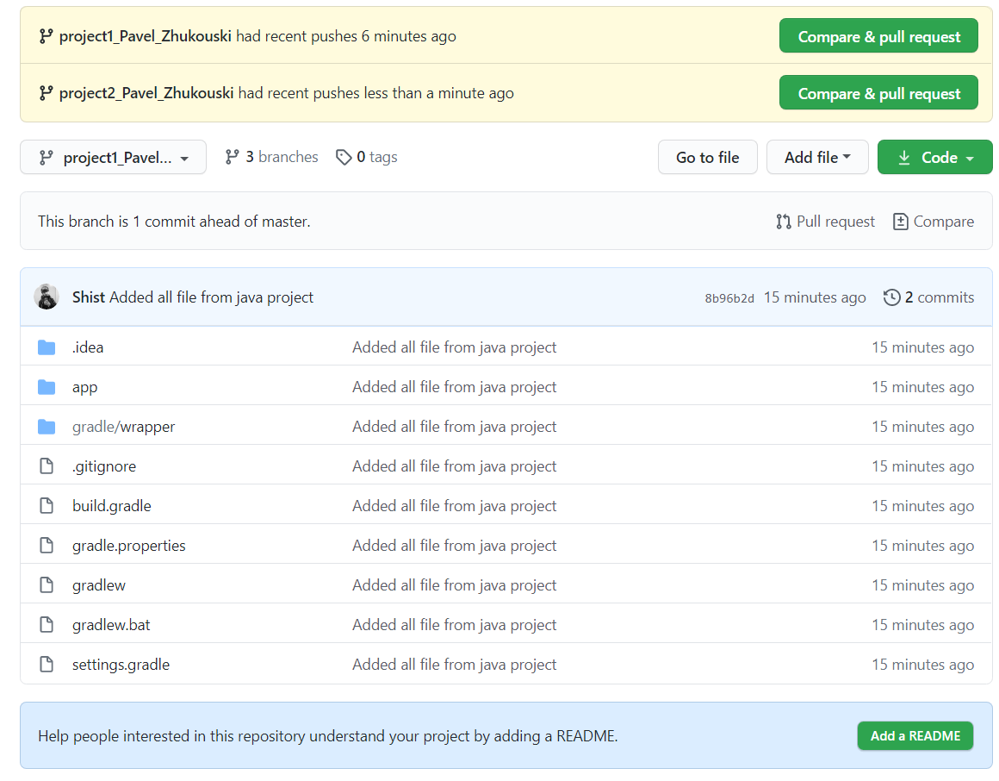 project1_Pavel_Zhukouski had recent pushes 6 minutes ago Compare & pull request
project2_Pavel_Zhukouski had recent pushes less than a minute ago Compare & pull request
project1_Pavel... 3 branches 0 tags Go to file Add file Code
This branch is 1 commit ahead of master. Pull request Compare
Shist Added all file from java project 8b96b2d 15 minutes ago 2 commits
.idea Added all file from java project 15 minutes ago
app Added all file from java project 15 minutes ago
gradle/wrapper Added all file from java project 15 minutes ago
.gitignore Added all file from java project 15 minutes ago
build.gradle Added all file from java project 15 minutes ago
gradle.properties Added all file from java project 15 minutes ago
gradlew Added all file from java project 15 minutes ago
gradlew.bat Added all file from java project 15 minutes ago
settings.gradle Added all file from java project 15 minutes ago
Help people interested in this repository understand your project by adding a README. Add a README